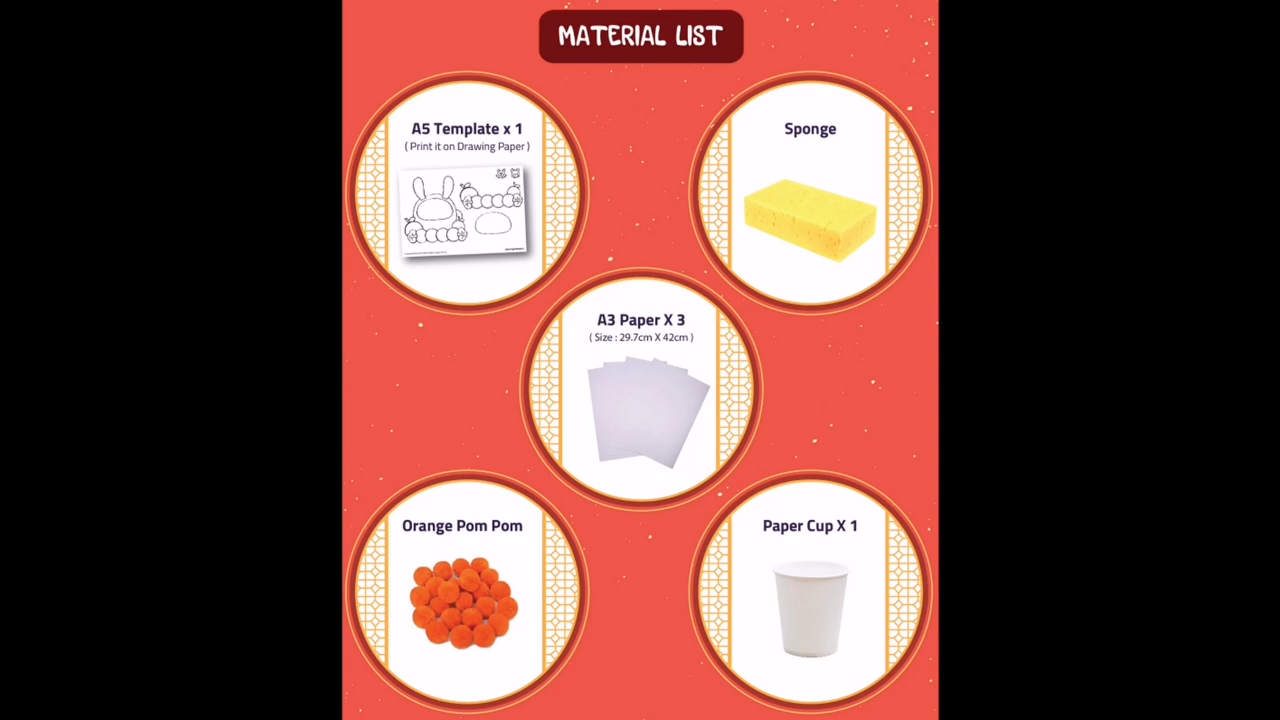 MATERIAL LIST
A5 Template x 1
( Print it on Drawing Paper )
Sponge
A3 Paper X 3
( Size : 29.7cm X 42cm )
Orange Pom Pom
Paper Cup X 1